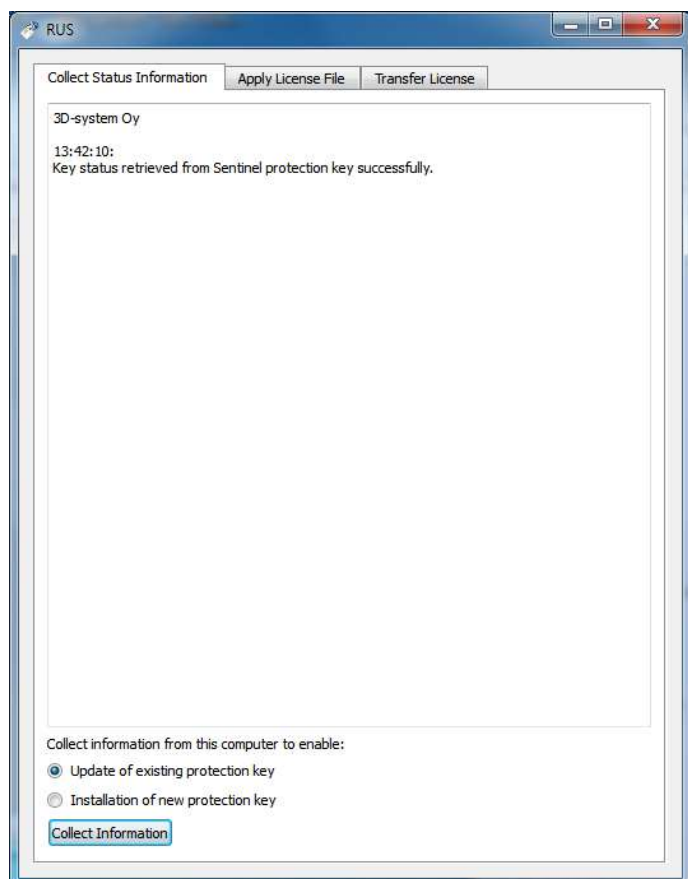 RUS
Collect Status Information Apply License File Transfer License
3D-system Oy
13:42:10:
Key status retrieved from Sentinel protection key successfully.
Collect information from this computer to enable:
Update of existing protection key
Installation of new protection key
Collect Information